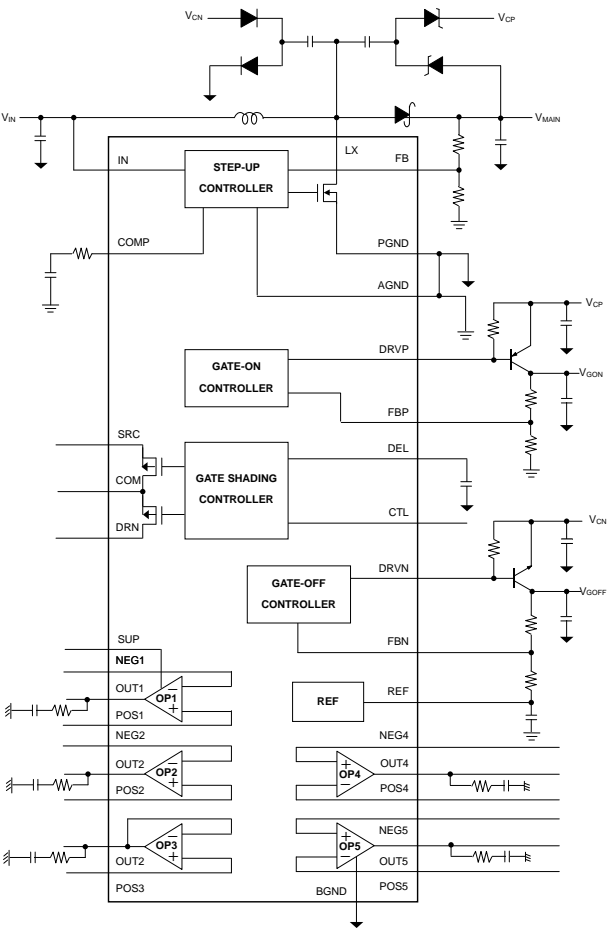 VCN
VCP
VIN
VMAIN
LX
IN
STEP-UP
CONTROLLER
FB
COMP
PGND
AGND
VCP
DRVP
GATE-ON
CONTROLLER
VGON
FBP
SRC
DEL
COM
GATE SHADING
CONTROLLER
CTL
DRN
VCN
DRVN
GATE-OFF
CONTROLLER
VGOFF
FBN
SUP
NEG1
OUT1
OP1
REF
REF
POS1
NEG2
NEG4
OUT2
OP2
OP4
OUT4
POS2
POS4
NEG5
OP3
OP5
OUT2
OUT5
POS3
BGND
POS5